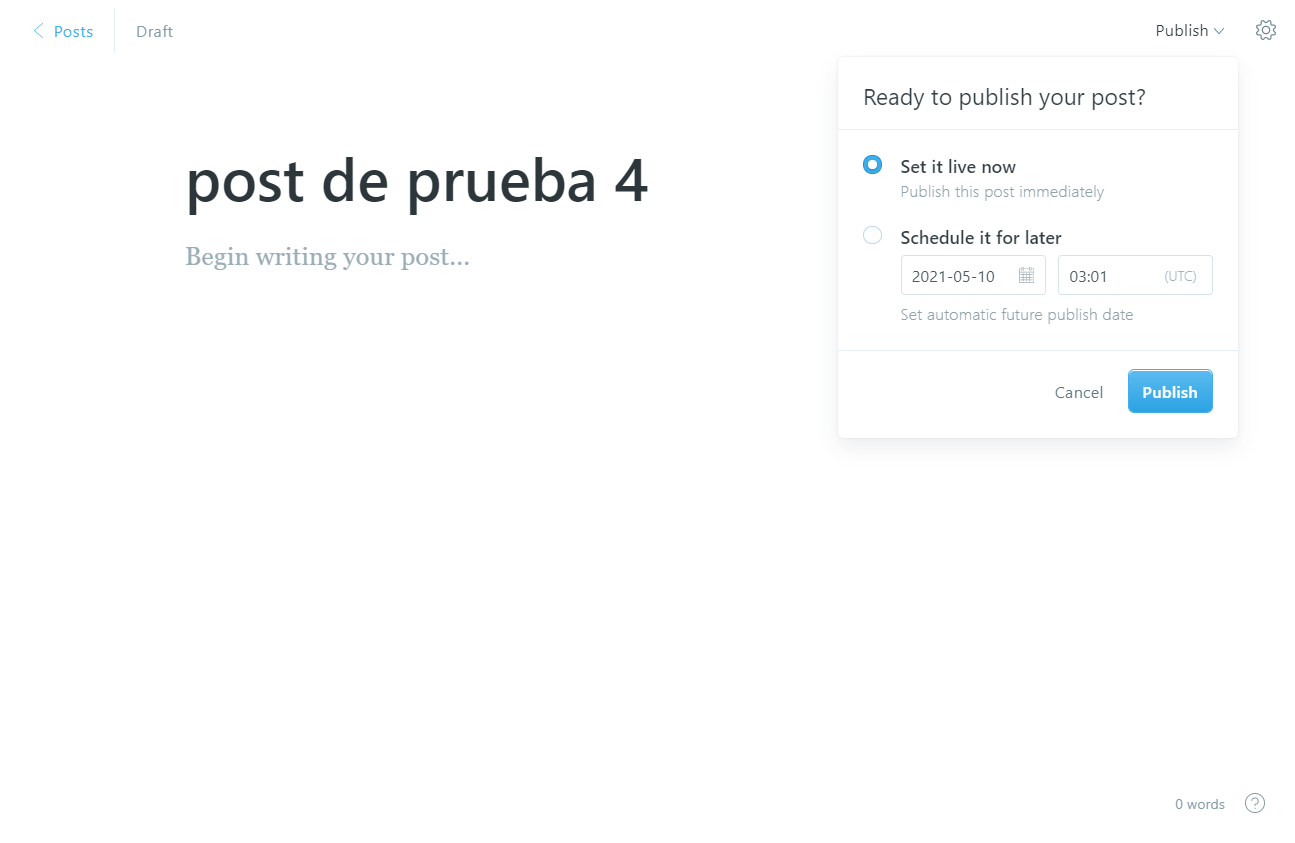 Posts
Draft
Publish
Ready to publish your post?
post de prueba 4
Begin writing your post...
Set it live now
Publish this post immediately
Schedule it for later
2021-05-10
03:01 (UTC)
Set automatic future publish date
Cancel
Publish
0 words
?